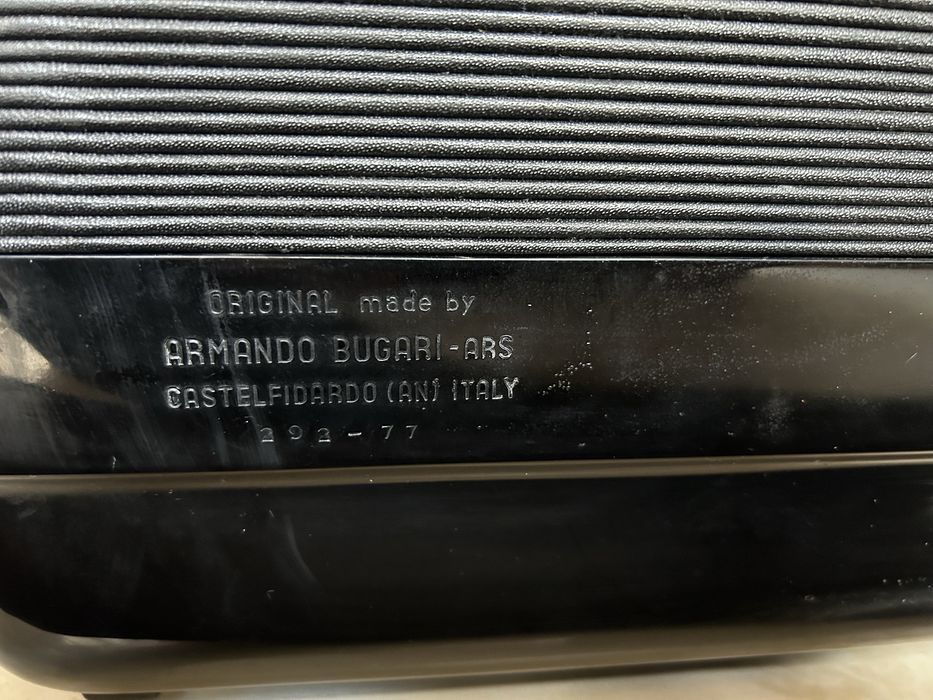 ORIGINAL made by
ARMANDO BUGARI-ARS
CASTELFIDARDO (AN) ITALY
292-77